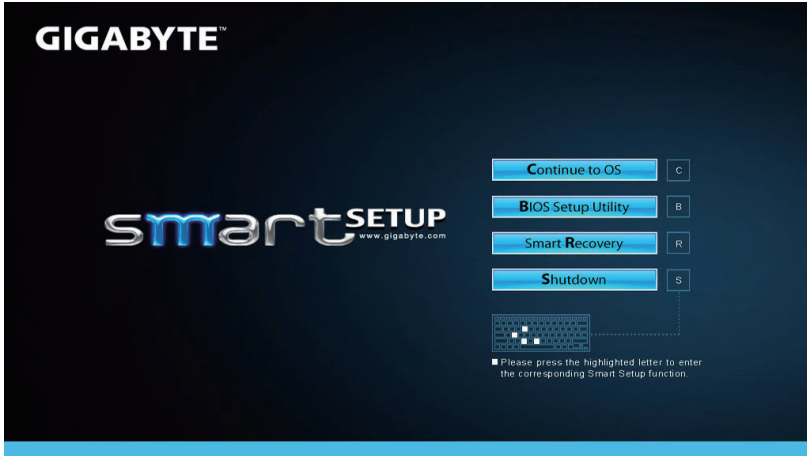 GIGABYTE™
smart SETUP
www.gigabyte.com
Continue to OS C
BIOS Setup Utility B
Smart Recovery R
Shutdown S
Please press the highlighted letter to enter
the corresponding Smart Setup function.